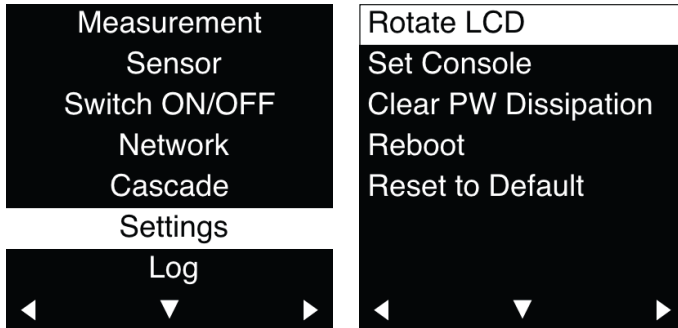 Measurement
Sensor
Switch ON/OFF
Network
Cascade
Settings
Log
Rotate LCD
Set Console
Clear PW Dissipation
Reboot
Reset to Default